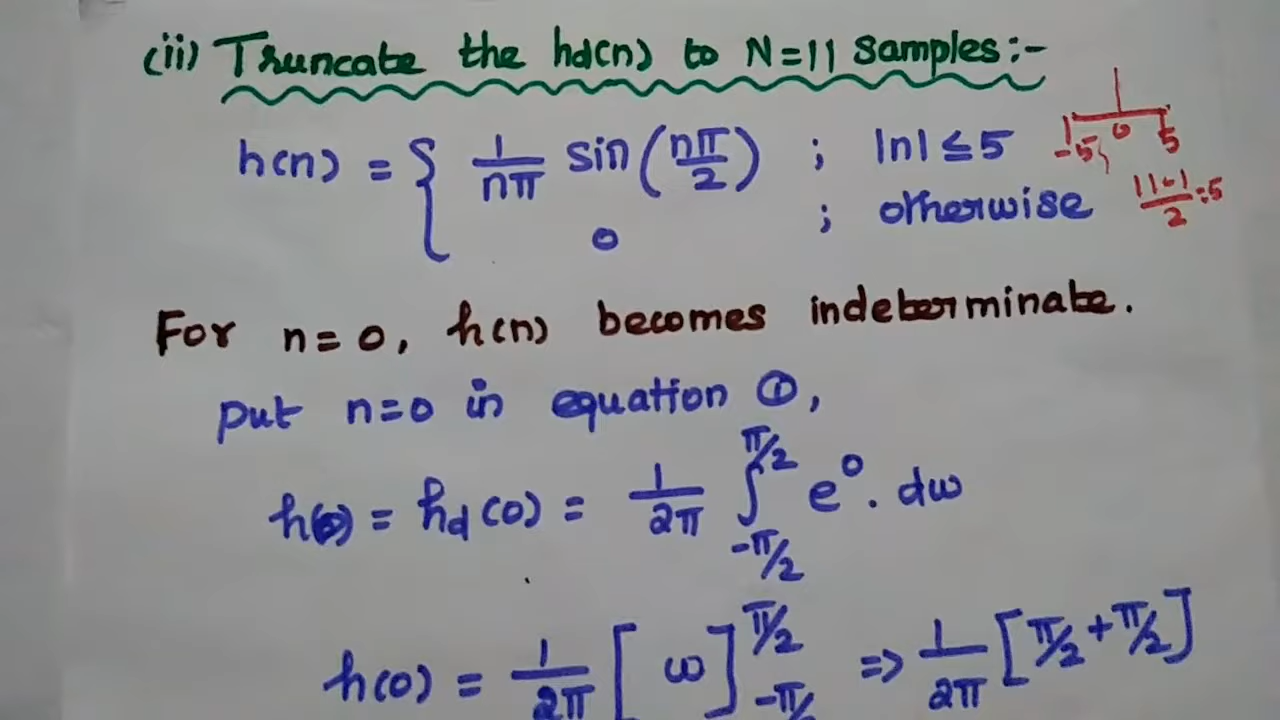 (ii) Truncate the hd(n) to N=11 samples:-
h(n) = { 1/nπ sin(nπ/2) ; |n| ≤ 5
0 ; otherwise
-5 0 5
11-1/2 = 5
For n=0, h(n) becomes indeterminate.
put n=0 in equation ①,
h(0) = hd(0) = 1/2π ∫_{-π/2}^{π/2} e^0 . dω
h(0) = 1/2π [ω]_{-π/2}^{π/2} => 1/2π [π/2 + π/2]